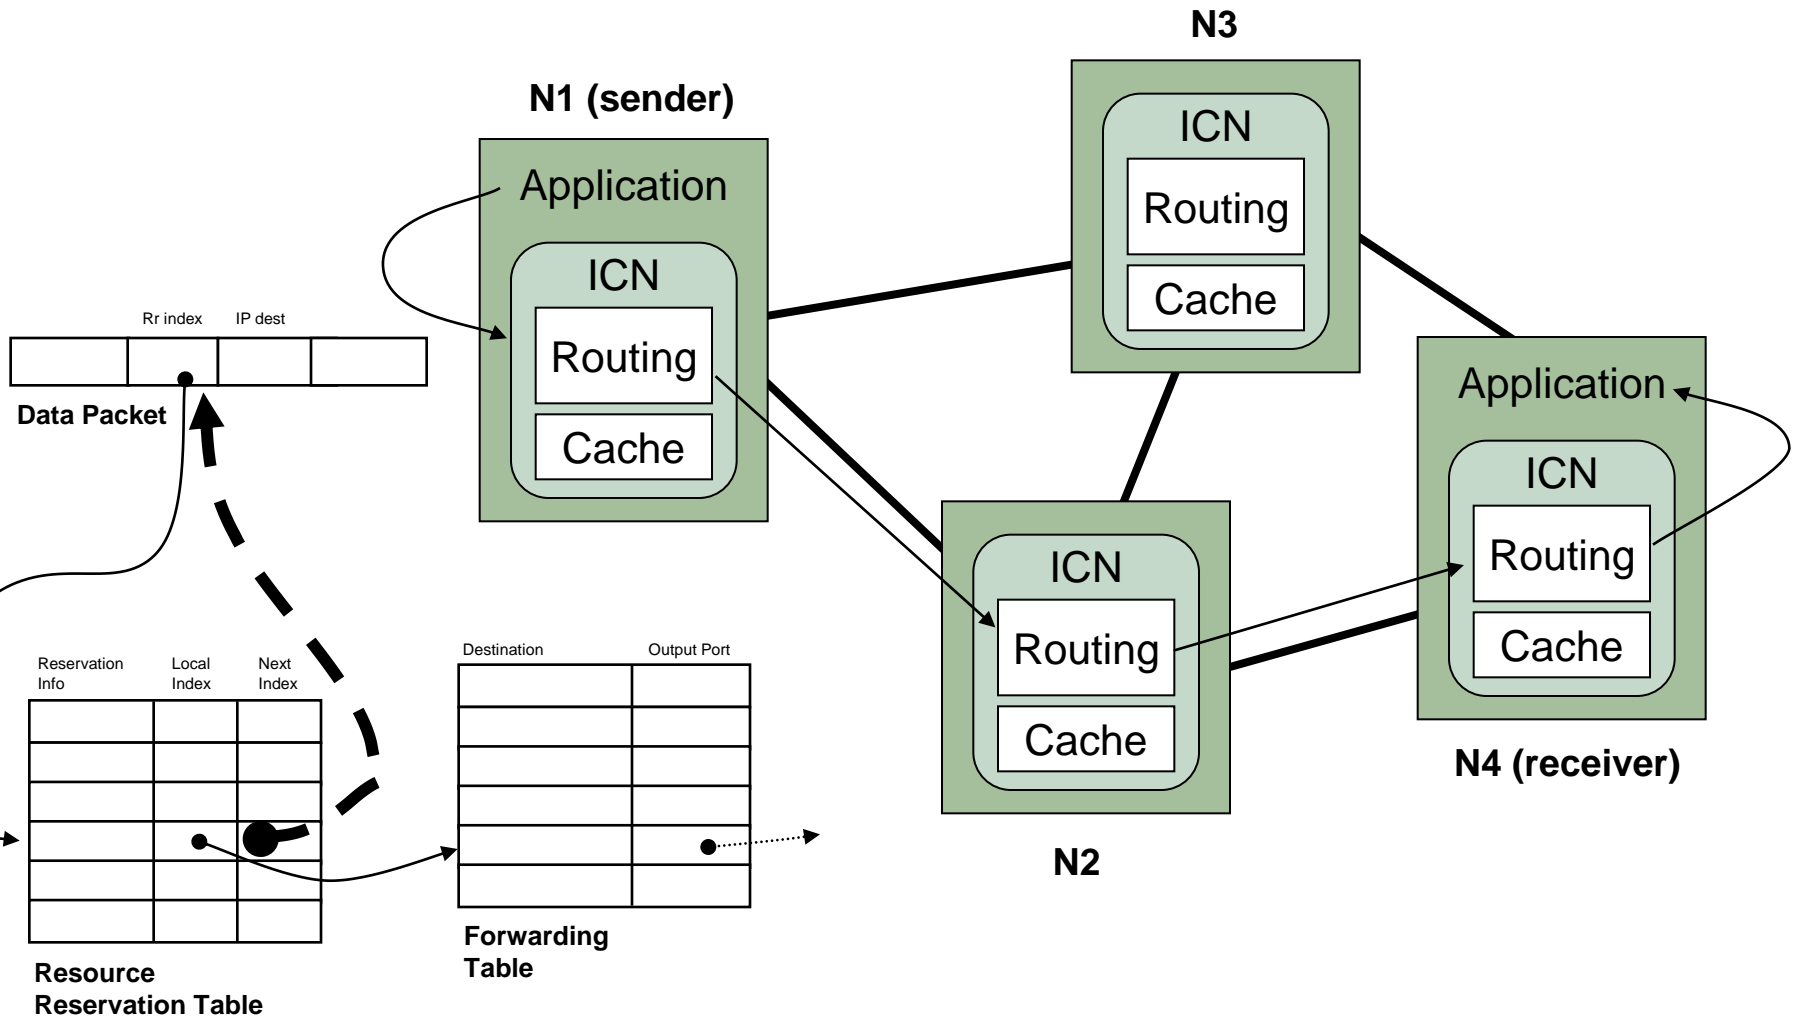 N3
N1 (sender)
ICN
Routing
Cache
Application
ICN
Routing
Cache
Rr index
IP dest
Data Packet
Application
ICN
Routing
Cache
N4 (receiver)
ICN
Routing
Cache
N2
Reservation
Info
Local
Index
Next
Index
Resource
Reservation Table
Destination
Output Port
Forwarding
Table